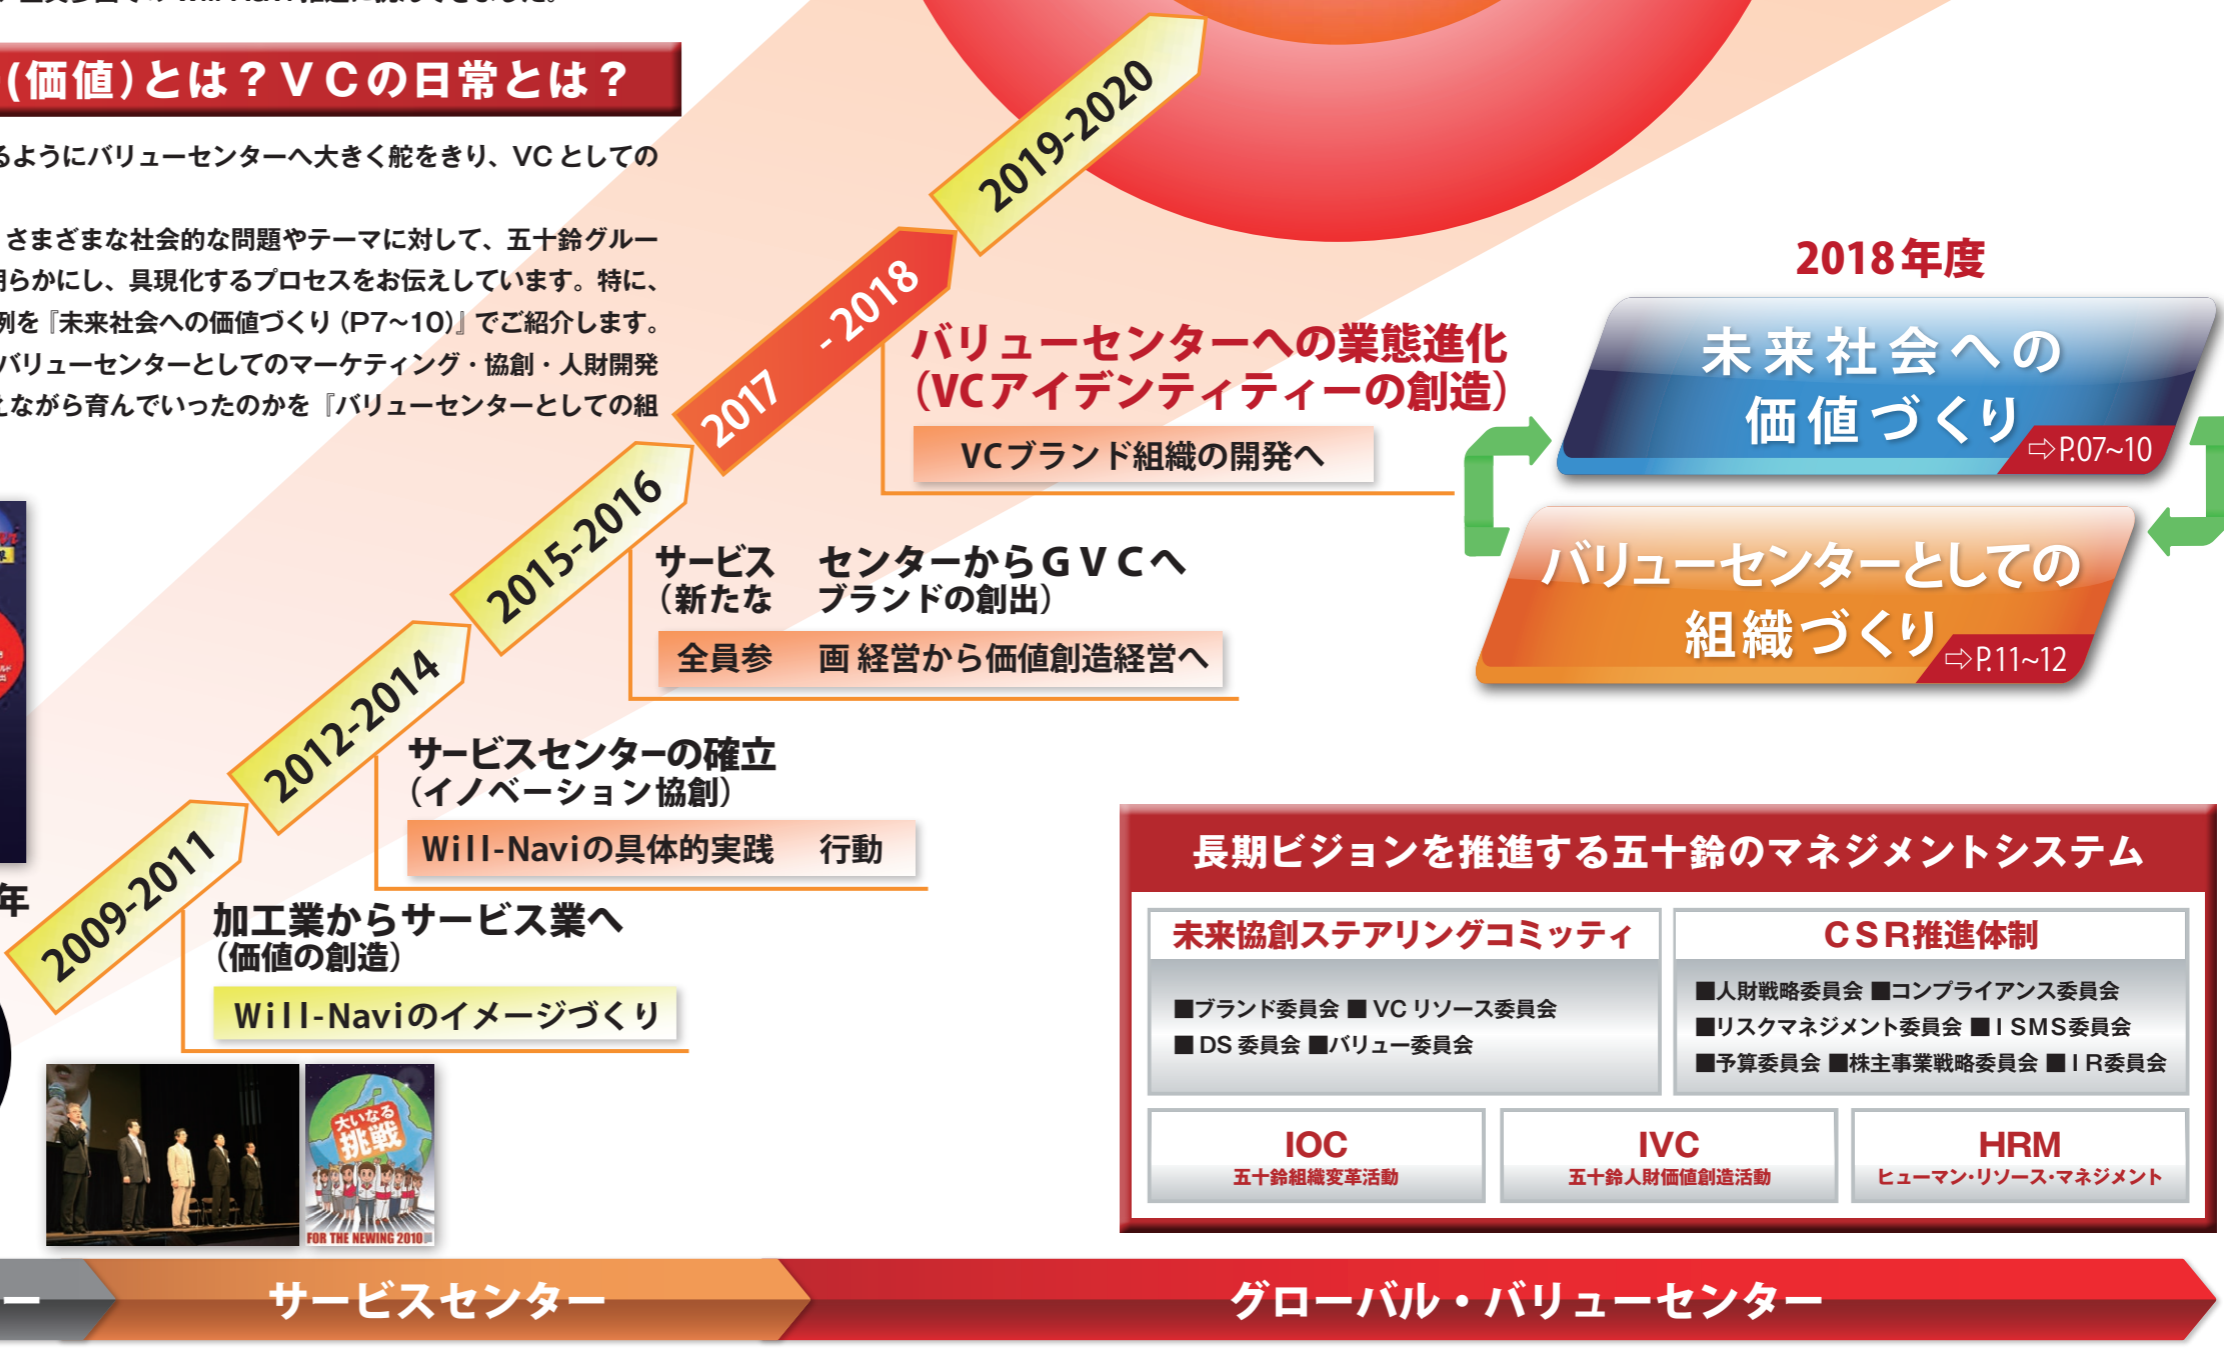 (価値)とは？ＶＣの日常とは？
るようにバリューセンターへ大きく舵をきり、VC としての
さまざまな社会的な問題やテーマに対して、五十鈴グルー
明らかにし、具現化するプロセスをお伝えしています。特に、
例を『未来社会への価値づくり（P7~10）』でご紹介します。
バリューセンターとしてのマーケティング・協創・人財開発
えながら育んでいったのかを『バリューセンターとしての組
2019-2020
2017 - 2018
バリューセンターへの業態進化
（VCアイデンティティーの創造）
VCブランド組織の開発へ
2018年度
未来社会への
価値づくり
⇨P.07~10
バリューセンターとしての
組織づくり
⇨P.11~12
2015-2016
サービス センターからＧＶＣへ
（新たな ブランドの創出）
全員参 画 経営から価値創造経営へ
2012-2014
サービスセンターの確立
（イノベーション協創）
Will-Naviの具体的実践 行動
年
2009-2011
加工業からサービス業へ
（価値の創造）
Will-Naviのイメージづくり
大いなる
挑戦
FOR THE NEWING 2010
長期ビジョンを推進する五十鈴のマネジメントシステム
未来協創ステアリングコミッティ
■ブランド委員会 ■ VC リソース委員会
■ DS 委員会 ■バリュー委員会
ＣＳＲ推進体制
■人財戦略委員会 ■コンプライアンス委員会
■リスクマネジメント委員会 ■ＩＳＭＳ委員会
■予算委員会 ■株主事業戦略委員会 ■ＩＲ委員会
IOC
五十鈴組織変革活動
IVC
五十鈴人財価値創造活動
HRM
ヒューマン・リソース・マネジメント
ー
サービスセンター
グローバル・バリューセンター